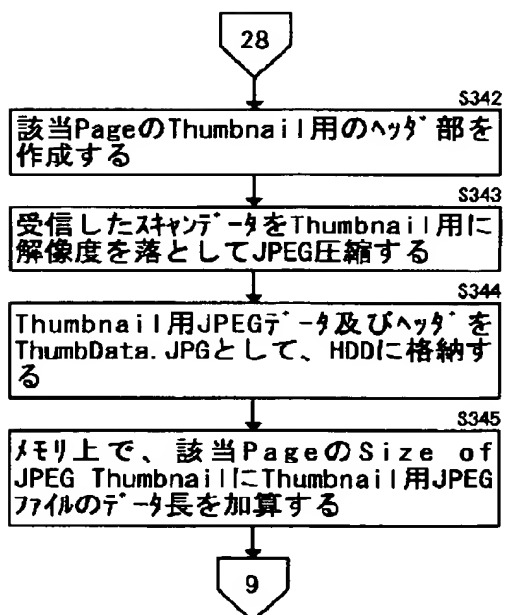 28
S342
該当PageのThumbnail用のヘッダ部を
作成する
S343
受信したスキャンデータをThumbnail用に
解像度を落としてJPEG圧縮する
S344
Thumbnail用JPEGデータ及びヘッダを
ThumbData.JPGとして、HDDに格納す
る
S345
メモリ上で、該当PageのSize of
JPEG ThumbnailにThumbnail用JPEG
ファイルのデータ長を加算する
9